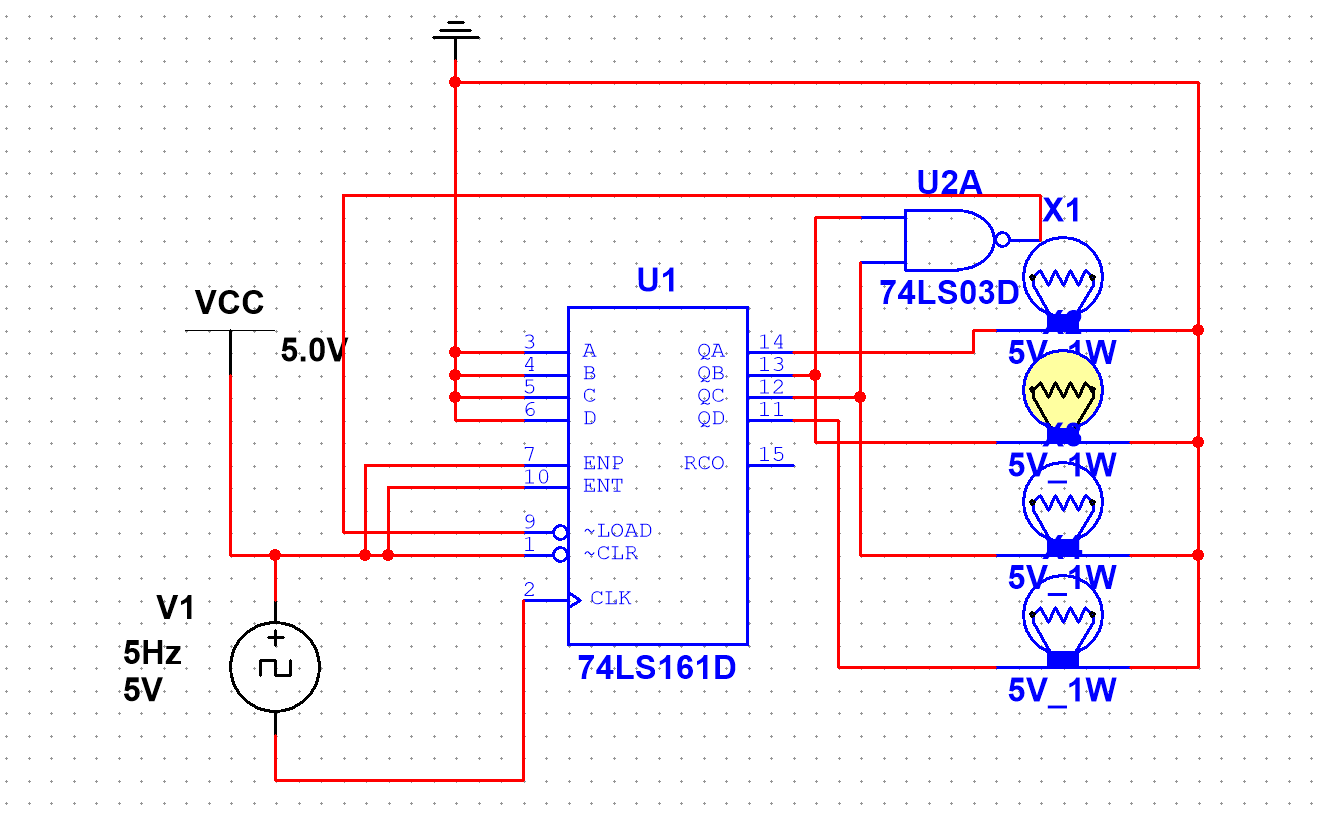 U2A
X1
74LS03D
U1
VCC
5.0V
3 A QA 14
4 B QB 13
5 C QC 12
6 D QD 11
7 ENP RCO 15
10 ENT
9 ~LOAD
1 ~CLR
2 CLK
74LS161D
V1
5Hz
5V
5V_1W
5V_1W
5V_1W
5V_1W